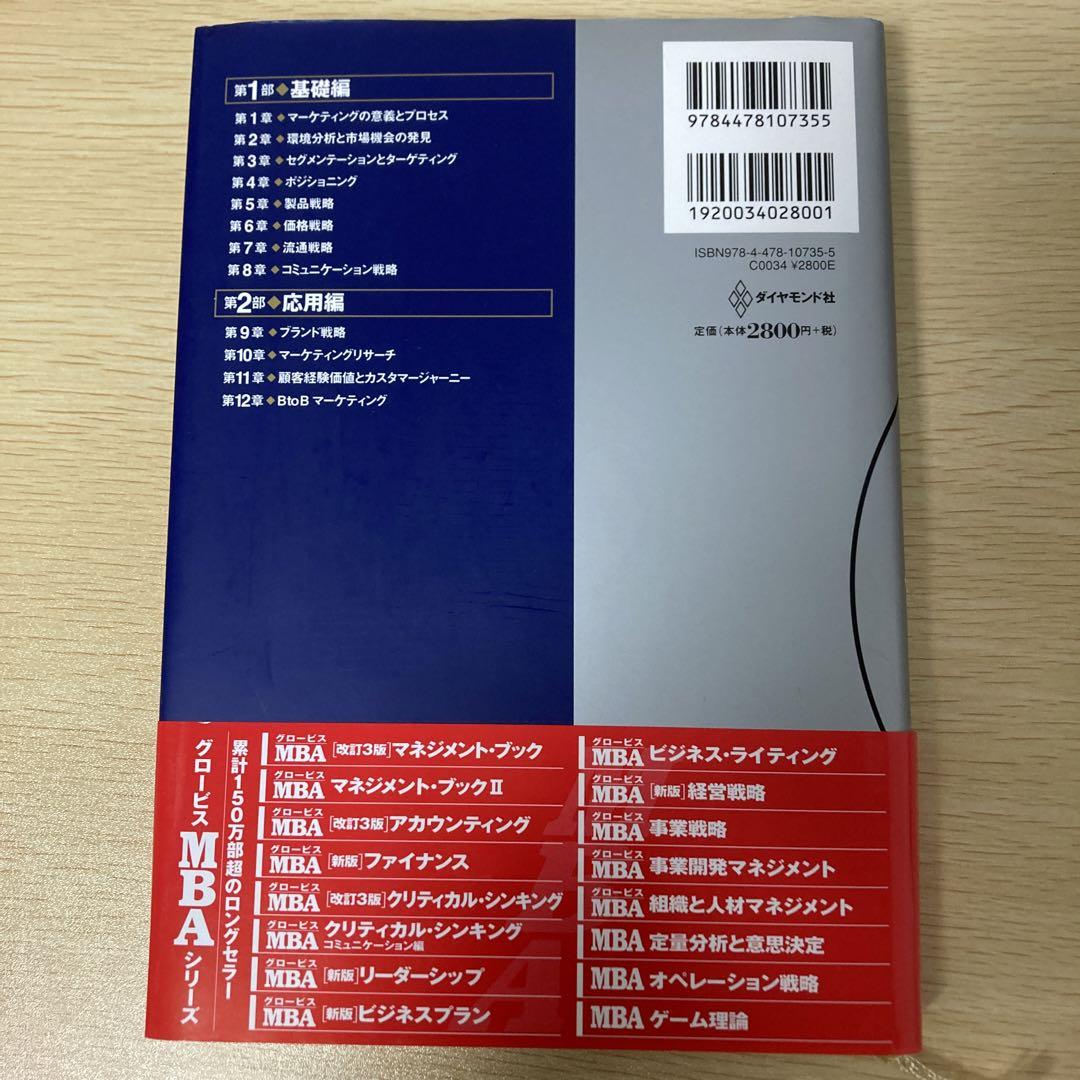 第1部◆基礎編
第1章◆マーケティングの意義とプロセス
第2章◆環境分析と市場機会の発見
第3章◆セグメンテーションとターゲティング
第4章◆ポジショニング
第5章◆製品戦略
第6章◆価格戦略
第7章◆流通戦略
第8章◆コミュニケーション戦略
第2部◆応用編
第9章◆ブランド戦略
第10章◆マーケティングリサーチ
第11章◆顧客経験価値とカスタマージャーニー
第12章◆BtoB マーケティング
9784478107355
1920034028001
ISBN978-4-478-10735-5
C0034 ¥2800E
ダイヤモンド社
定価(本体2800円+税)
累計150万部超のロングセラー
グロービスMBAシリーズ
グロービス
MBA [改訂3版]マネジメント・ブック
グロービス
MBA マネジメント・ブックⅡ
グロービス
MBA [改訂3版]アカウンティング
グロービス
MBA [新版]ファイナンス
グロービス
MBA [改訂3版]クリティカル・シンキング
グロービス
MBA クリティカル・シンキング
コミュニケーション編
グロービス
MBA [新版]リーダーシップ
グロービス
MBA [新版]ビジネスプラン
グロービス
MBA ビジネス・ライティング
グロービス
MBA [新版]経営戦略
グロービス
MBA 事業戦略
グロービス
MBA 事業開発マネジメント
グロービス
MBA 組織と人材マネジメント
MBA 定量分析と意思決定
MBA オペレーション戦略
MBA ゲーム理論